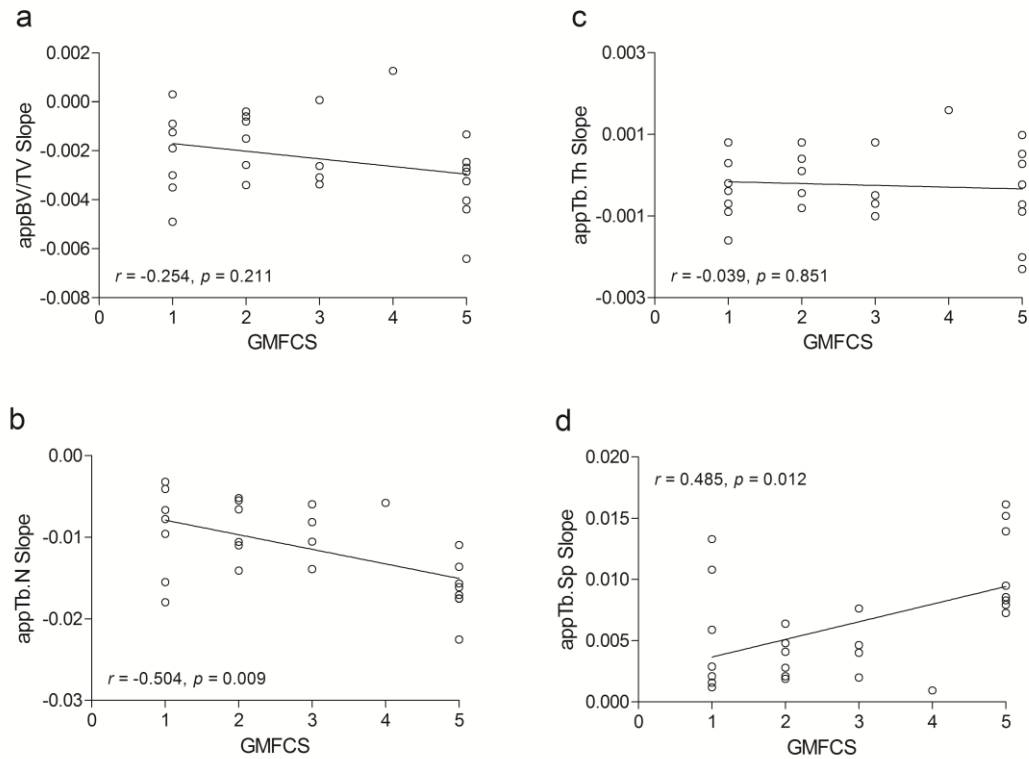 a
appBV/TV Slope
0.002
0.000
-0.002
-0.004
-0.006
-0.008
r = -0.254, p = 0.211
0 1 2 3 4 5
GMFCS
c
appTb.Th Slope
0.003
0.001
-0.001
-0.003
r = -0.039, p = 0.851
0 1 2 3 4 5
GMFCS
b
appTb.N Slope
0.00
-0.01
-0.02
-0.03
r = -0.504, p = 0.009
0 1 2 3 4 5
GMFCS
d
appTb.Sp Slope
0.020
0.015
0.010
0.005
0.000
r = 0.485, p = 0.012
0 1 2 3 4 5
GMFCS